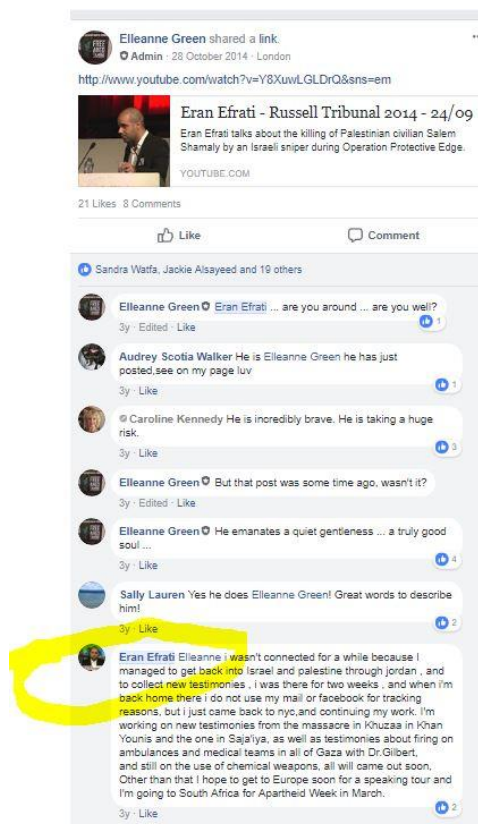 Elleanne Green shared a link.
Admin · 28 October 2014 · London
http://www.youtube.com/watch?v=Y8XuwLGLDrQ&sns=em
Eran Efrati - Russell Tribunal 2014 - 24/09
Eran Efrati talks about the killing of Palestinian civilian Salem
Shamaly by an Israeli sniper during Operation Protective Edge.
YOUTUBE.COM
21 Likes 8 Comments
Like Comment
Sandra Watfa, Jackie Alsayeed and 19 others
Elleanne Green Eran Efrati ... are you around ... are you well?
1
3y · Edited · Like
Audrey Scotia Walker He is Elleanne Green he has just
posted,see on my page luv
1
3y · Like
Caroline Kennedy He is incredibly brave. He is taking a huge
risk.
3
3y · Like
Elleanne Green But that post was some time ago, wasn't it?
3y · Edited · Like
Elleanne Green He emanates a quiet gentleness ... a truly good
soul ...
4
3y · Like
Sally Lauren Yes he does Elleanne Green! Great words to describe
him!
2
3y · Like
Eran Efrati Elleanne i wasn't connected for a while because I
managed to get back into Israel and palestine through jordan , and
to collect new testimonies , i was there for two weeks , and when i'm
back home there i do not use my mail or facebook for tracking
reasons, but i just came back to nyc,and continuing my work. I'm
working on new testimonies from the massacre in Khuzaa in Khan
Younis and the one in Saja'iya, as well as testimonies about firing on
ambulances and medical teams in all of Gaza with Dr.Gilbert,
and still on the use of chemical weapons, all will came out soon.
Other than that I hope to get to Europe soon for a speaking tour and
I'm going to South Africa for Apartheid Week in March.
2
3y · Like